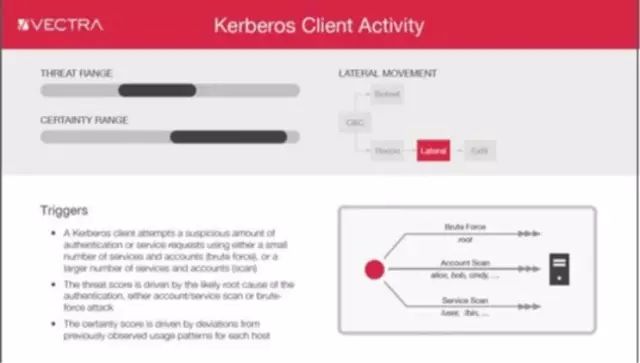 VECTRA
Kerberos Client Activity
THREAT RANGE
CERTAINTY RANGE
LATERAL MOVEMENT
Botnet
C&C
Recon
Lateral
Exfil
Triggers
• A Kerberos client attempts a suspicious amount of
authentication or service requests using either a small
number of services and accounts (brute force), or a
larger number of services and accounts (scan)
• The threat score is driven by the likely root cause of the
authentication, either account/service scan or brute-
force attack
• The certainty score is driven by deviations from
previously observed usage patterns for each host
Brute Force
root
Account Scan
alice, bob, cindy, ...
Service Scan
/user, /bin, ...